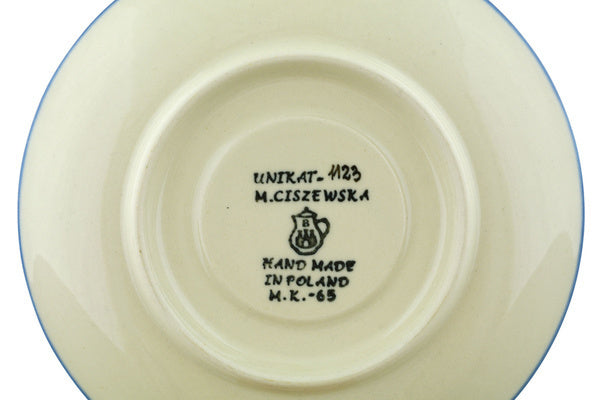 UNIKAT-1123
M.CISZEWSKA
B
HAND MADE
IN POLAND
M.K.-65